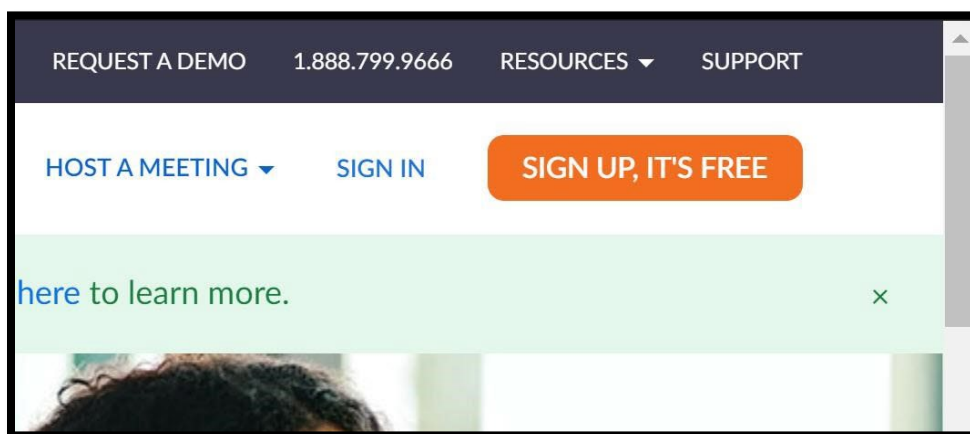 REQUEST A DEMO 1.888.799.9666 RESOURCES SUPPORT
HOST A MEETING SIGN IN SIGN UP, IT'S FREE
here to learn more.